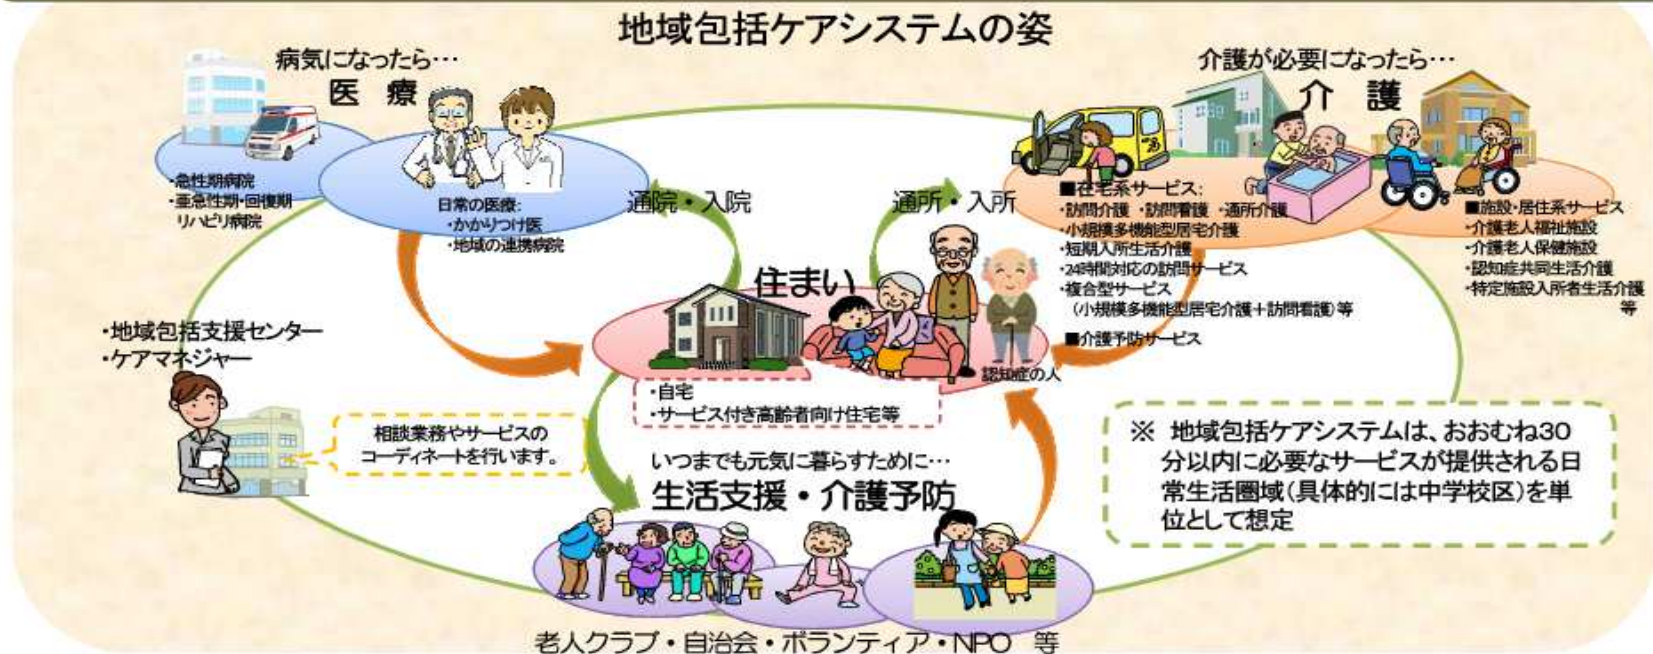 地域包括ケアシステムの姿
病気になったら…
医 療
・急性期病院
・亜急性期・回復期
リハビリ病院
日常の医療:
・かかりつけ医
・地域の連携病院
通院・入院
通所・入所
介護が必要になったら…
介 護
■在宅系サービス:
・訪問介護 ・訪問看護 ・通所介護
・小規模多機能型居宅介護
・短期入所生活介護
・24時間対応の訪問サービス
・複合型サービス
(小規模多機能型居宅介護+訪問看護)等
■介護予防サービス
■施設・居住系サービス
・介護老人福祉施設
・介護老人保健施設
・認知症共同生活介護
・特定施設入所者生活介護
等
住まい
認知症の人
・自宅
・サービス付き高齢者向け住宅等
・地域包括支援センター
・ケアマネジャー
相談業務やサービスの
コーディネートを行います。
いつまでも元気に暮らすために…
生活支援・介護予防
老人クラブ・自治会・ボランティア・NPO 等
※ 地域包括ケアシステムは、おおむね30
分以内に必要なサービスが提供される日
常生活圏域(具体的には中学校区)を単
位として想定